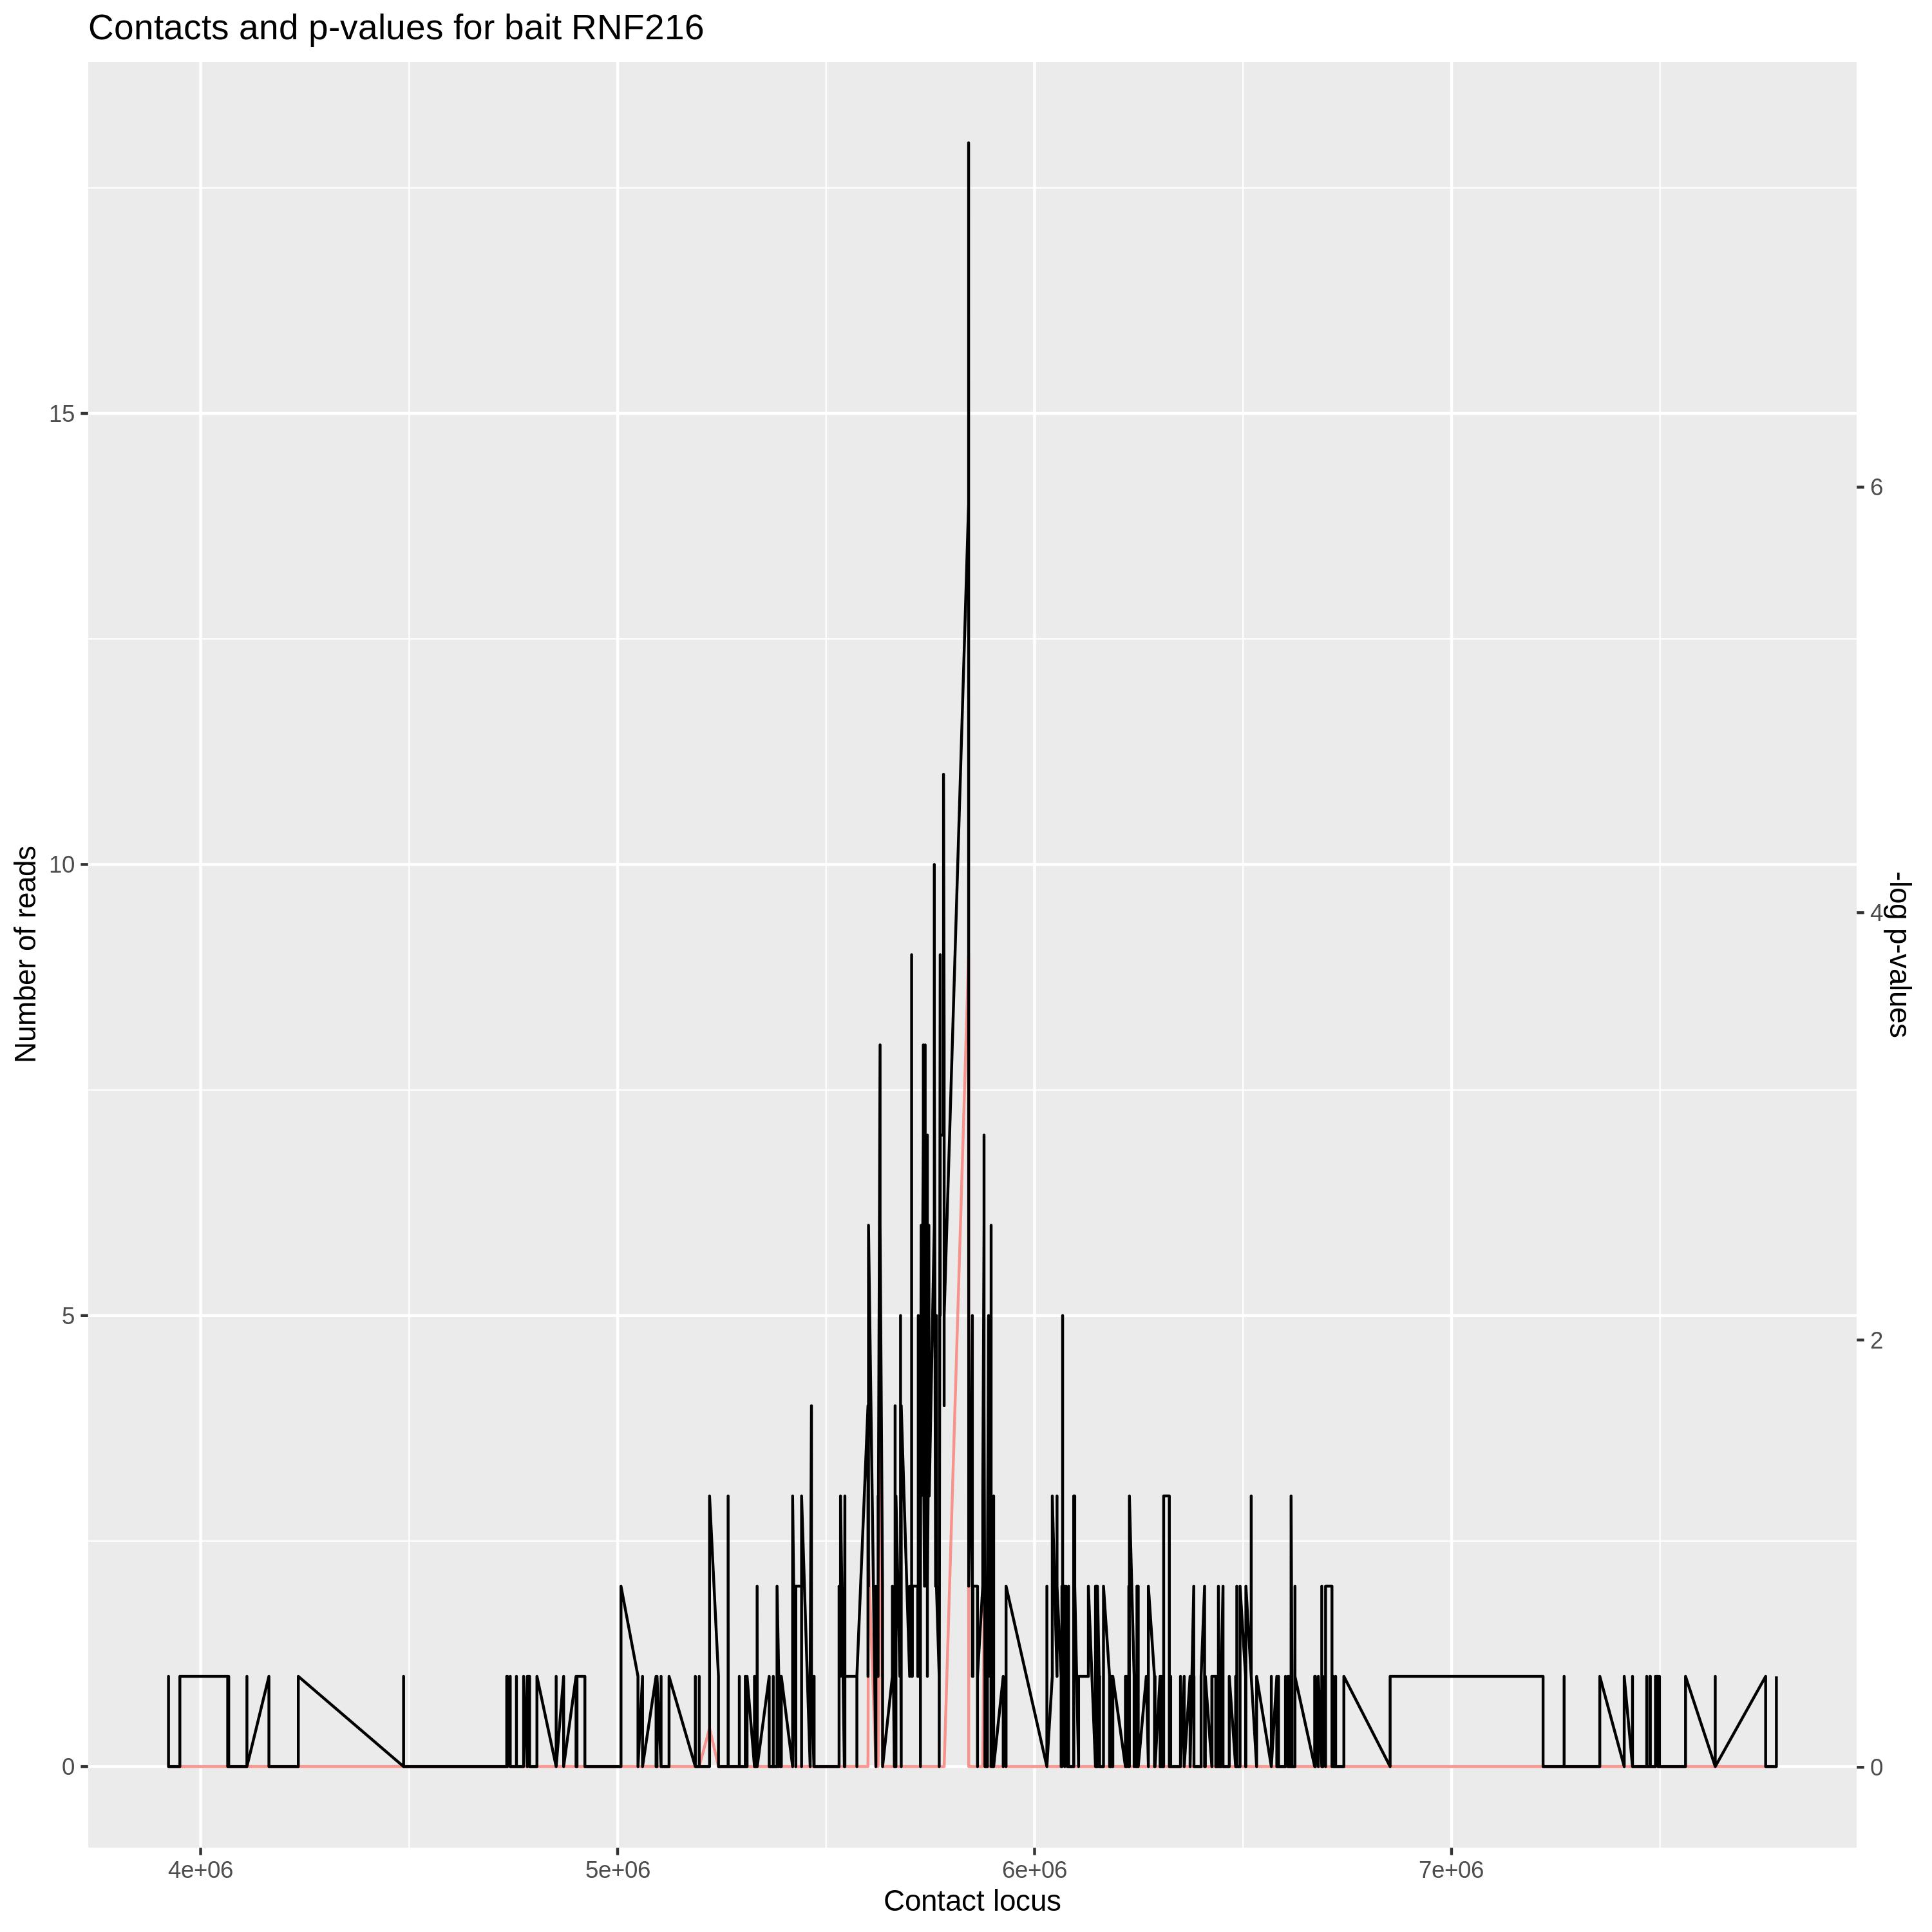 Contacts and p-values for bait RNF216
15
10
5
0
Number of reads
6
4
2
0
-log p-values
4e+06 5e+06 6e+06 7e+06
Contact locus